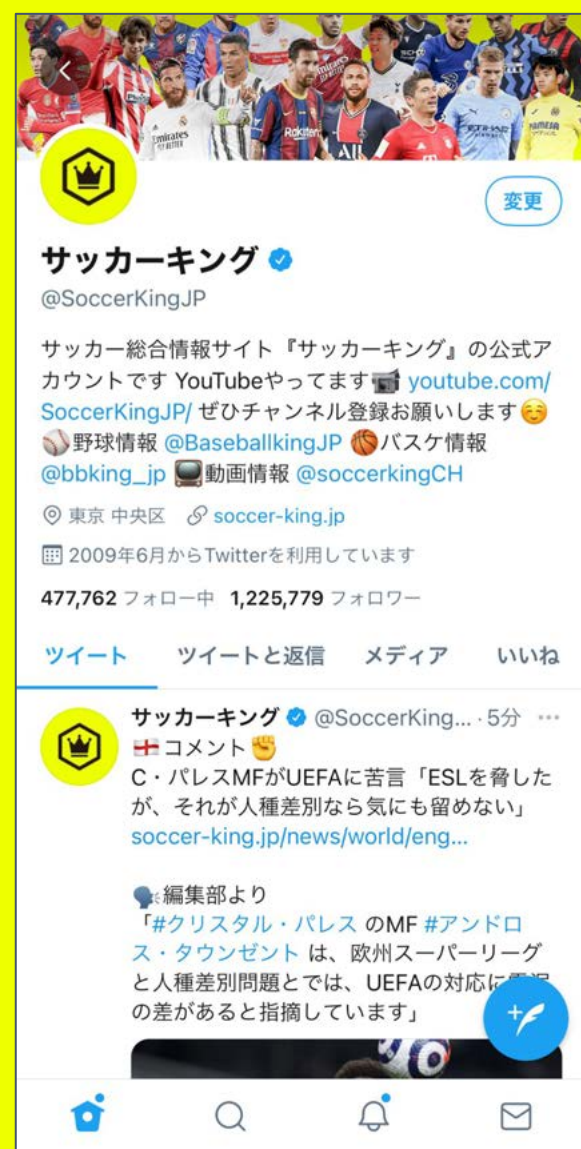 変更
サッカーキング
@SoccerKingJP
サッカー総合情報サイト『サッカーキング』の公式ア
カウントです YouTubeやってます📹 youtube.com/
SoccerKingJP/ ぜひチャンネル登録お願いします☺️
⚾野球情報 @BaseballkingJP 🏀バスケ情報
@bbking_jp 📺動画情報 @soccerkingCH
東京 中央区 soccer-king.jp
2009年6月からTwitterを利用しています
477,762 フォロー中 1,225,779 フォロワー
ツイート ツイートと返信 メディア いいね
サッカーキング @SoccerKing... · 5分
🏴󠁧󠁢󠁥󠁮󠁧󠁿コメント✊
C・パレスMFがUEFAに苦言「ESLを脅した
が、それが人種差別なら気にも留めない」
soccer-king.jp/news/world/eng...
🗣️編集部より
「#クリスタル・パレス のMF #アンドロ
ス・タウンゼント は、欧州スーパーリーグ
と人種差別問題とでは、UEFAの対応に
の差があると指摘しています」